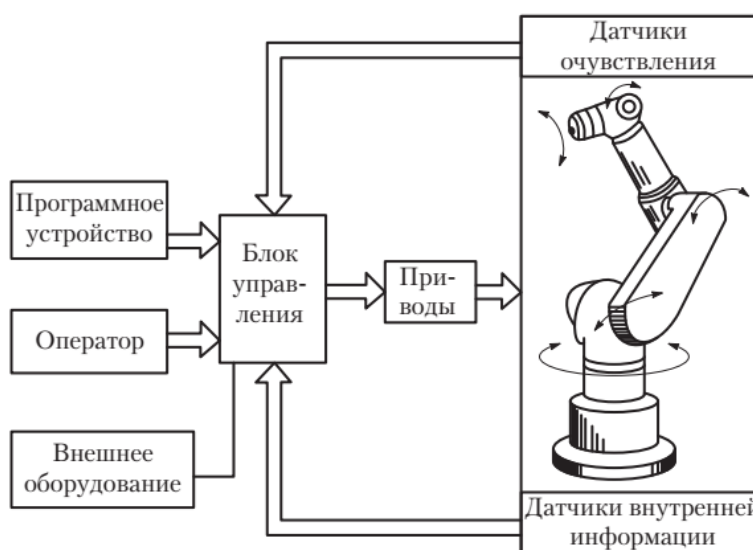 Датчики
очувствления
Программное
устройство
Блок
управ-
ления
При-
воды
Оператор
Внешнее
оборудование
Датчики внутренней
информации